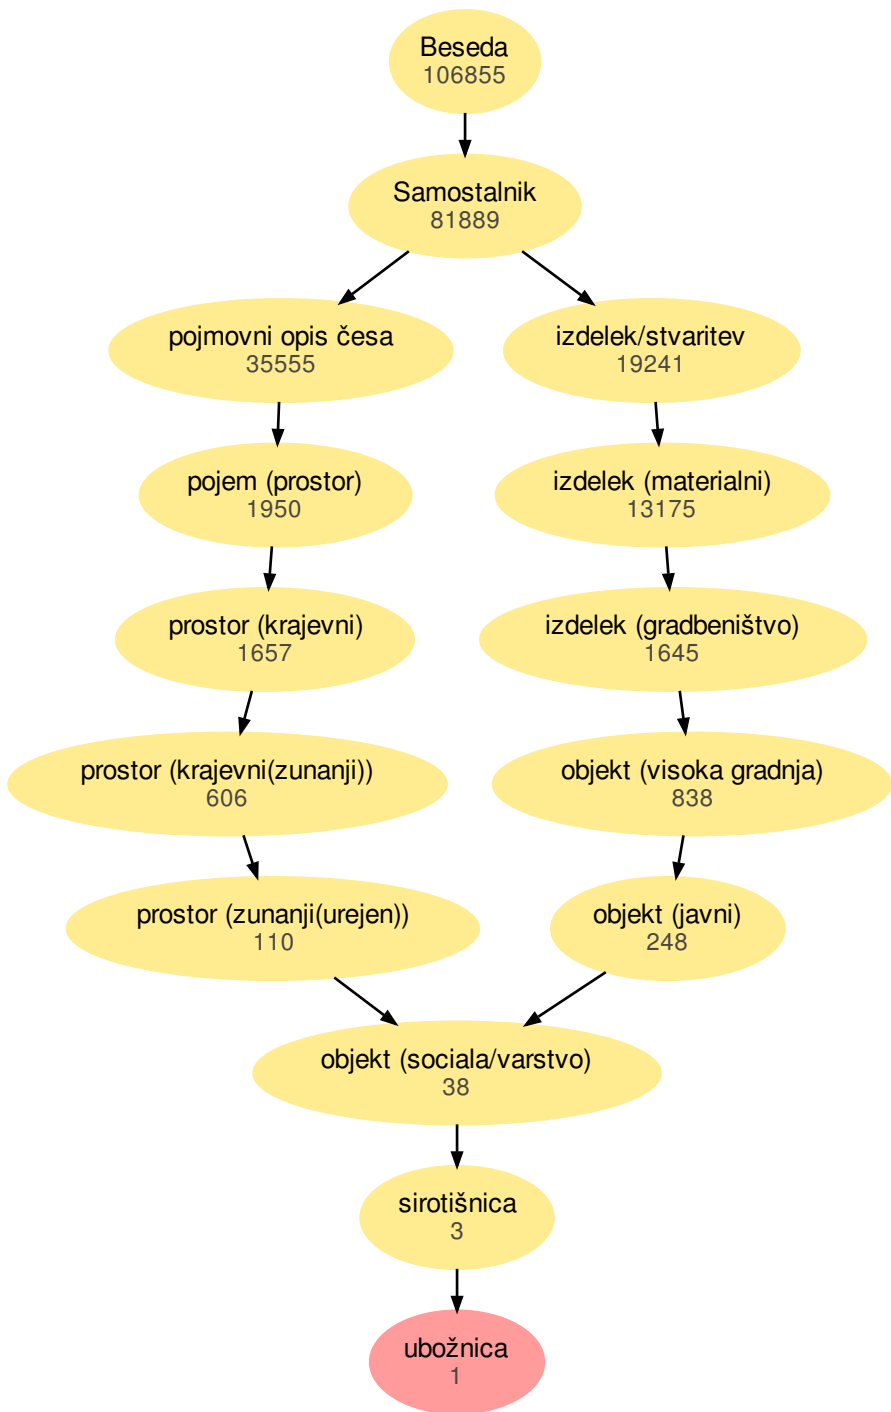 Beseda
106855
Samostalnik
81889
pojmovni opis česa
35555
izdelek/stvaritev
19241
pojem (prostor)
1950
izdelek (materialni)
13175
prostor (krajevni)
1657
izdelek (gradbeništvo)
1645
prostor (krajevni(zunanji))
606
objekt (visoka gradnja)
838
prostor (zunanji(urejen))
110
objekt (javni)
248
objekt (sociala/varstvo)
38
sirotišnica
3
ubožnica
1